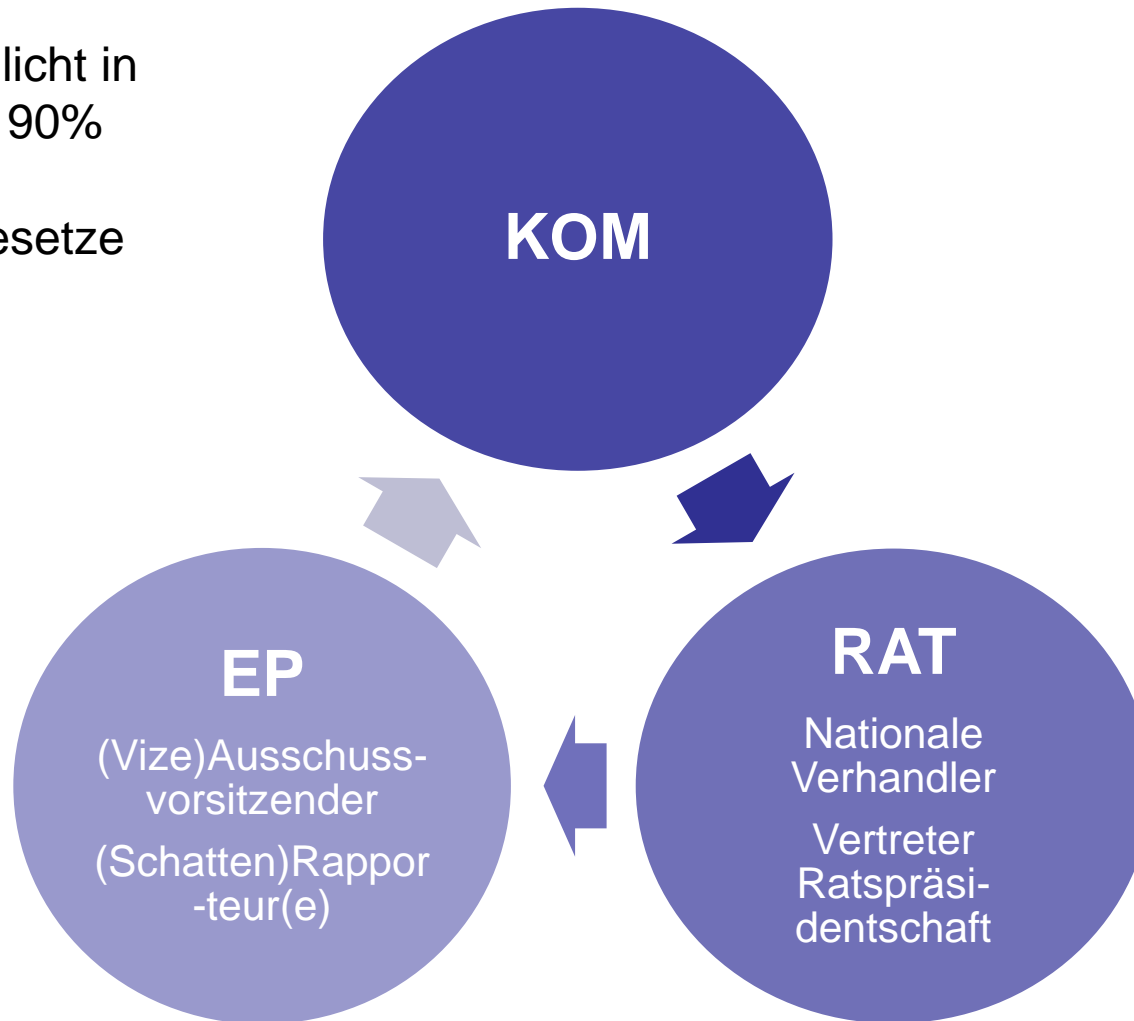 licht in
90%
esetze
KOM
EP
(Vize)Ausschuss-
vorsitzender
(Schatten)Rappor
-teur(e)
RAT
Nationale
Verhandler
Vertreter
Ratspräsi-
dentschaft